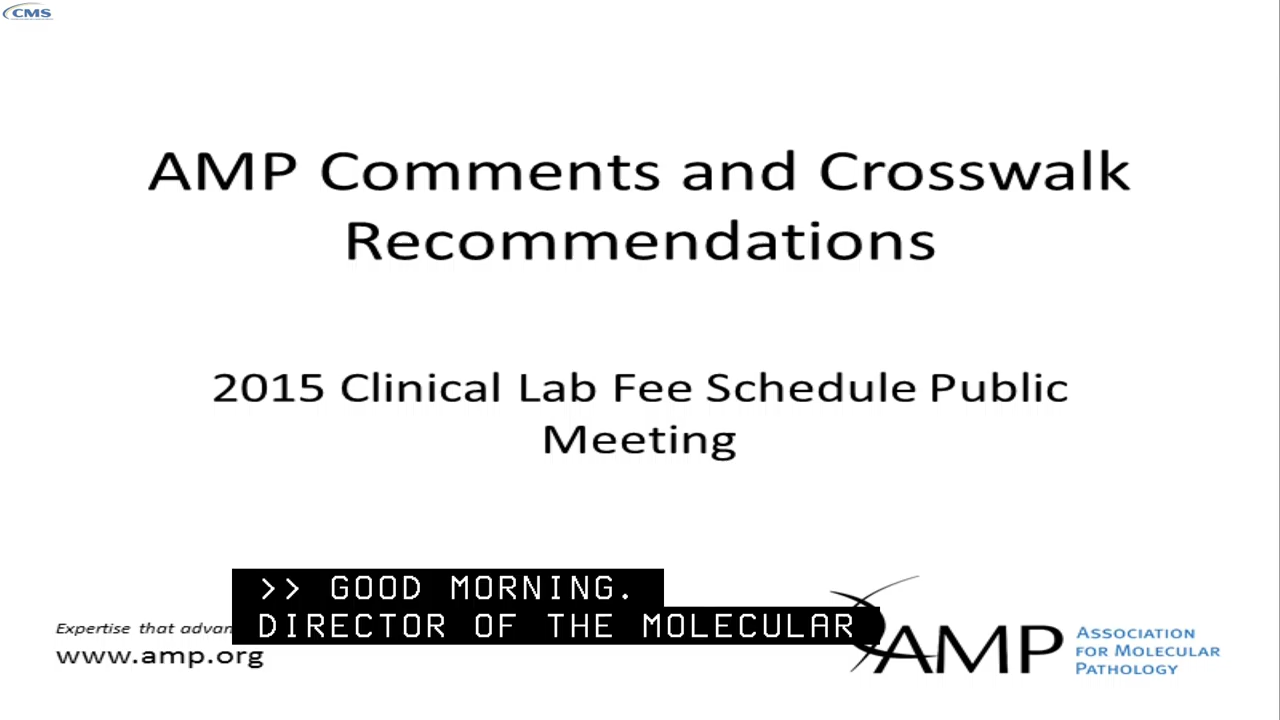 CMS
AMP Comments and Crosswalk
Recommendations
2015 Clinical Lab Fee Schedule Public
Meeting
>> GOOD MORNING.
DIRECTOR OF THE MOLECULAR
Expertise that advan
www.amp.org
AMP
ASSOCIATION
FOR MOLECULAR
PATHOLOGY